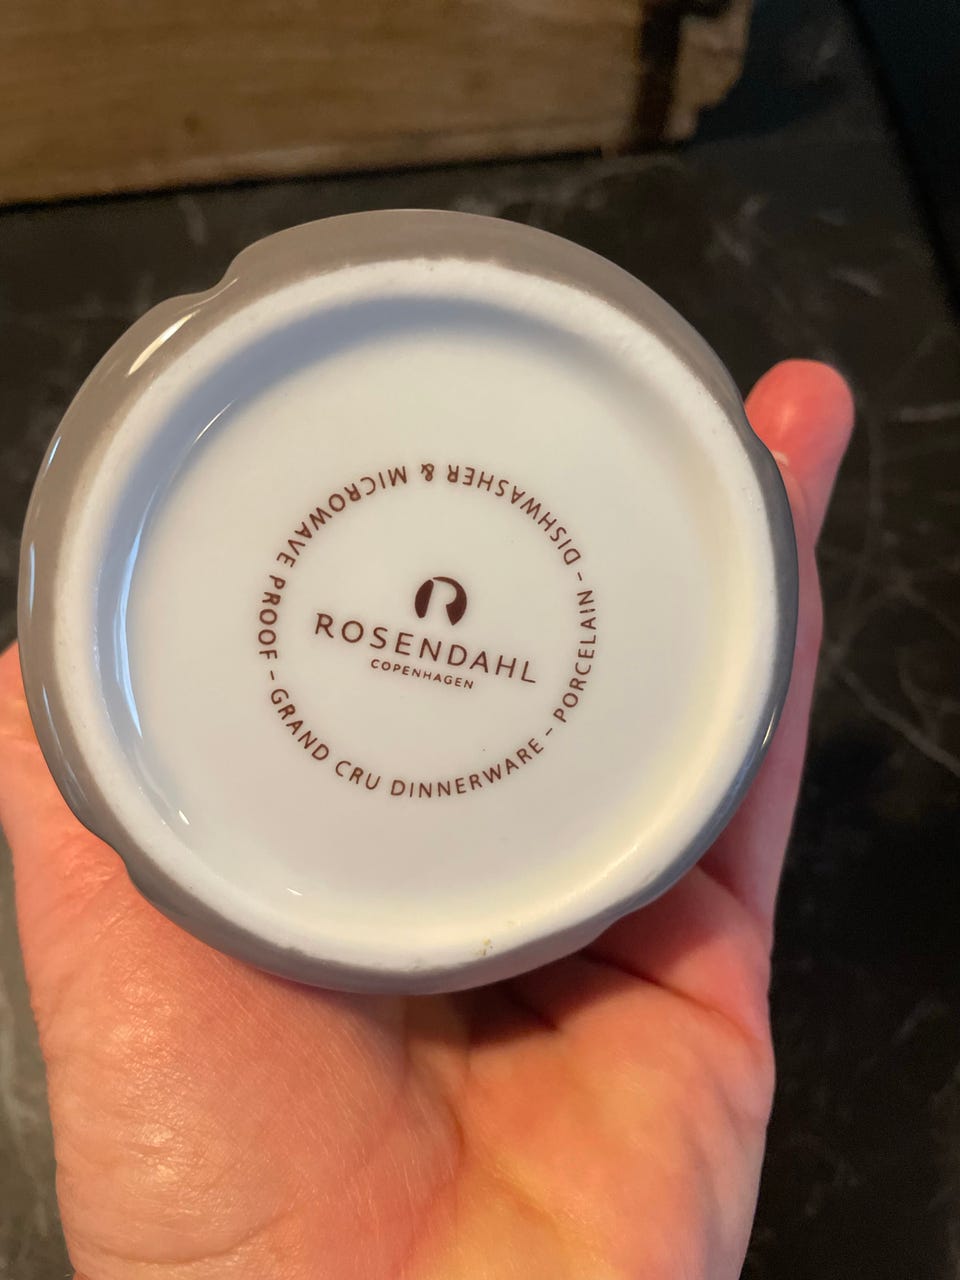 R
ROSENDAHL
COPENHAGEN
GRAND CRU DINNERWARE – PORCELAIN – DISHWASHER & MICROWAVE PROOF –